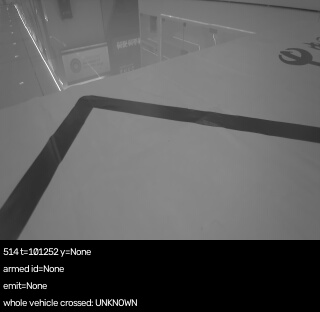 514 t=101252 y=None
armed id=None
emit=None
whole vehicle crossed: UNKNOWN